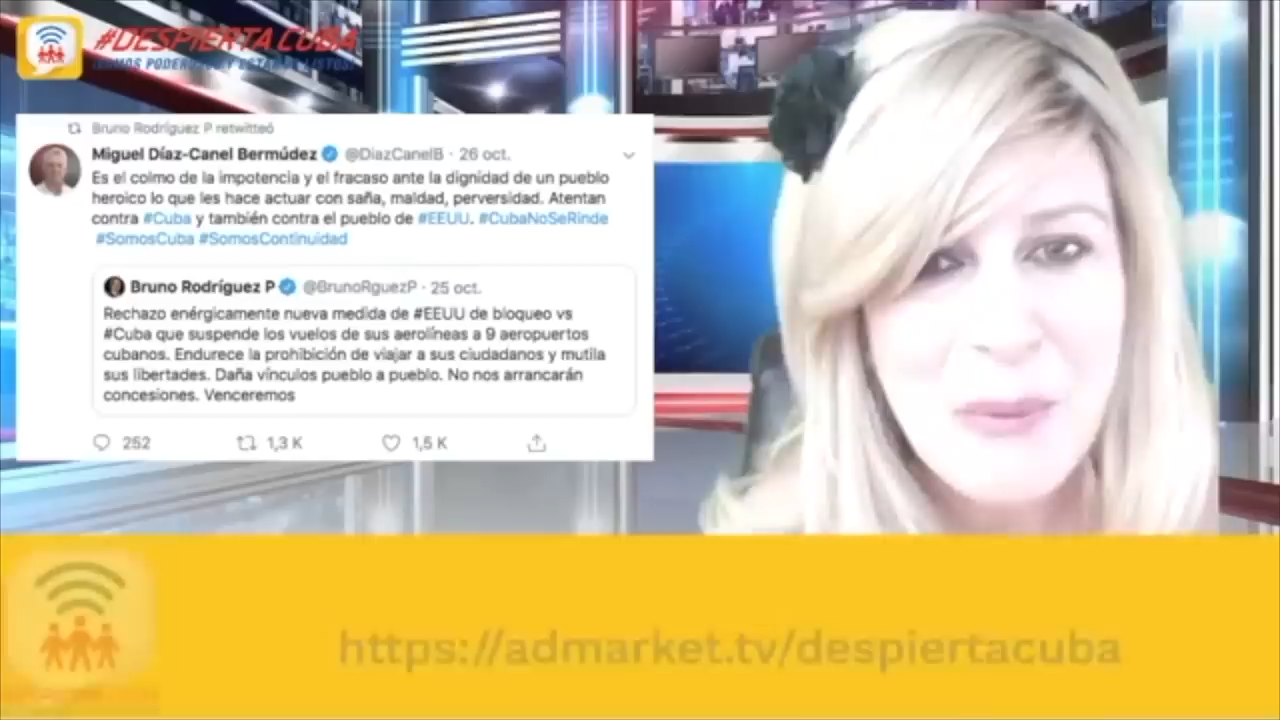 #DESPIERTA CUBA
Bruno Rodríguez P retwitteó
Miguel Díaz-Canel Bermúdez @DiazCanelB · 26 oct.
Es el colmo de la impotencia y el fracaso ante la dignidad de un pueblo
heroico lo que les hace actuar con saña, maldad, perversidad. Atentan
contra #Cuba y también contra el pueblo de #EEUU. #CubaNoSeRinde
#SomosCuba #SomosContinuidad
Bruno Rodríguez P @BrunoRguezP · 25 oct.
Rechazo enérgicamente nueva medida de #EEUU de bloqueo vs
#Cuba que suspende los vuelos de sus aerolíneas a 9 aeropuertos
cubanos. Endurece la prohibición de viajar a sus ciudadanos y mutila
sus libertades. Daña vínculos pueblo a pueblo. No nos arrancarán
concesiones. Venceremos
252 1,3 K 1,5 K
https://admarket.tv/despiertacuba